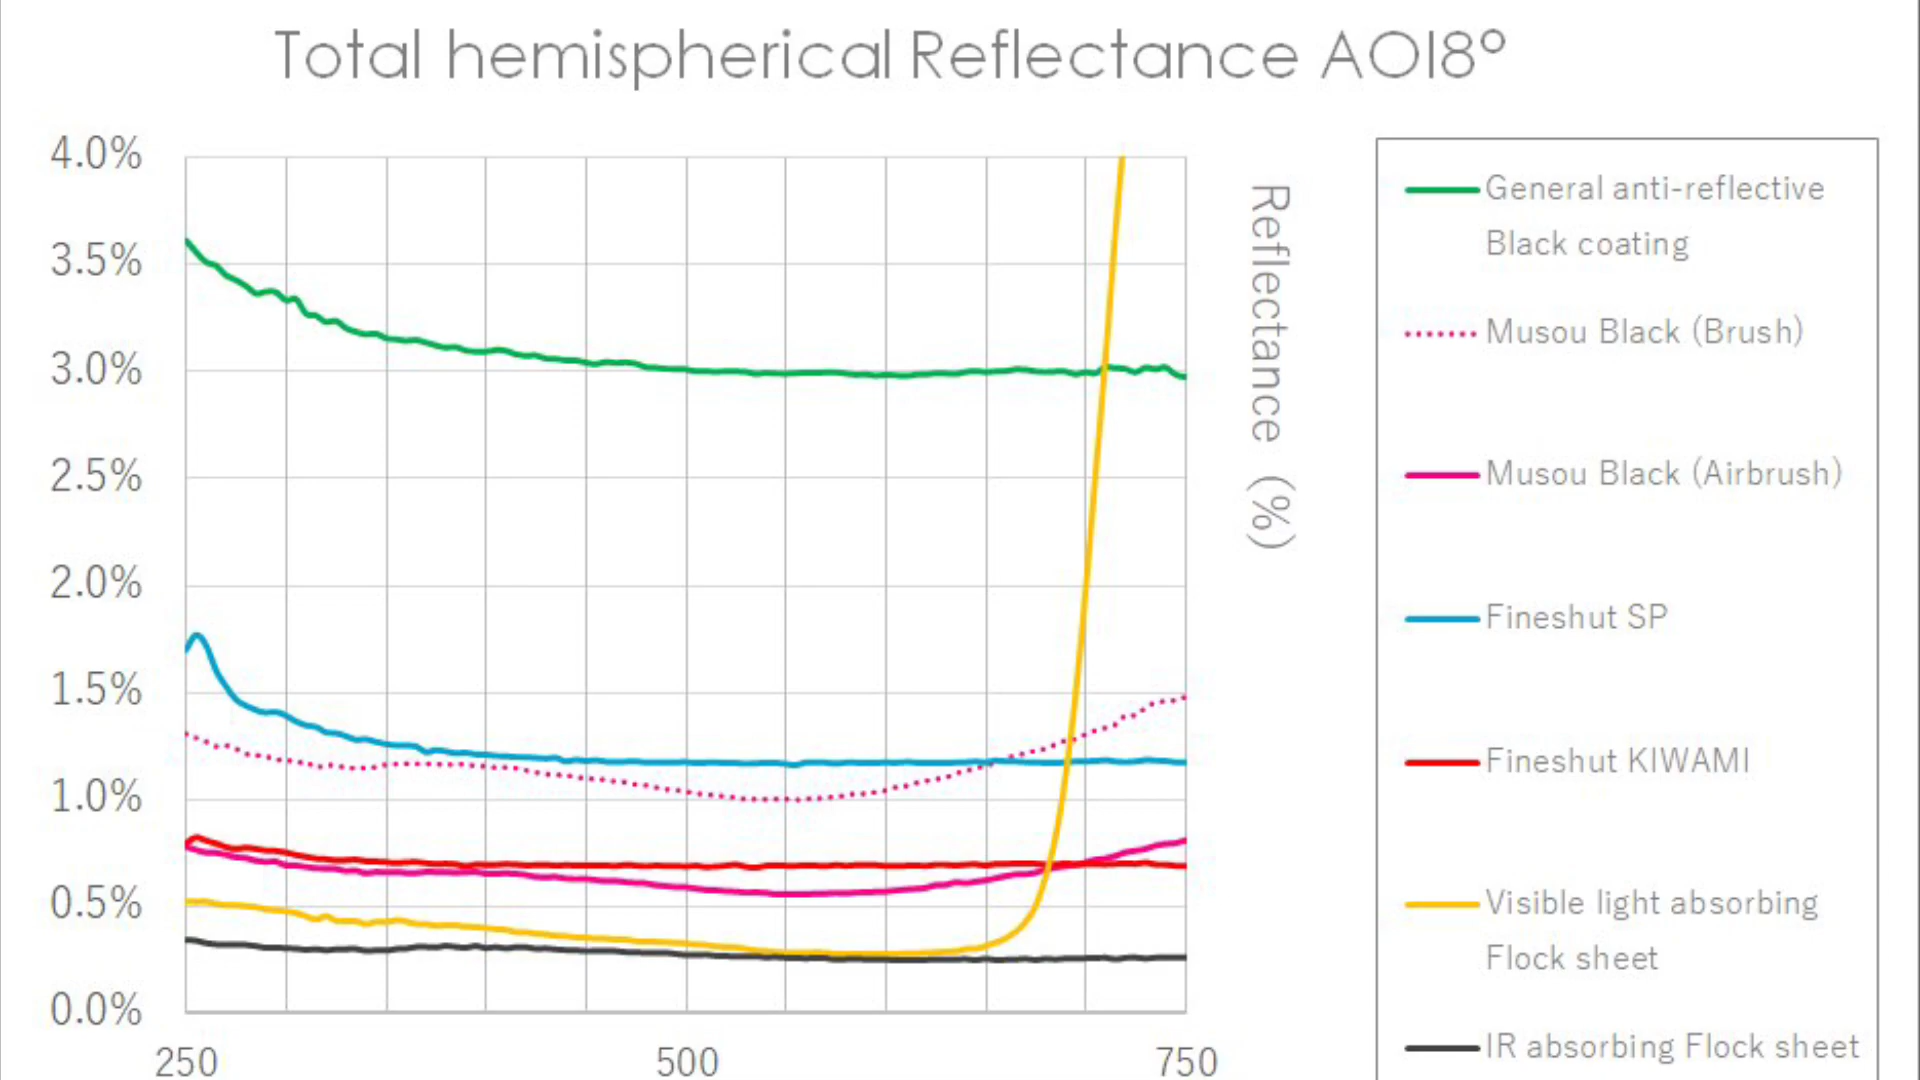 Total hemispherical Reflectance AOI8°
4.0%
3.5%
3.0%
2.5%
2.0%
1.5%
1.0%
0.5%
0.0%
250
500
750
Reflectance (%)
General anti-reflective
Black coating
Musou Black (Brush)
Musou Black (Airbrush)
Fineshut SP
Fineshut KIWAMI
Visible light absorbing
Flock sheet
IR absorbing Flock sheet